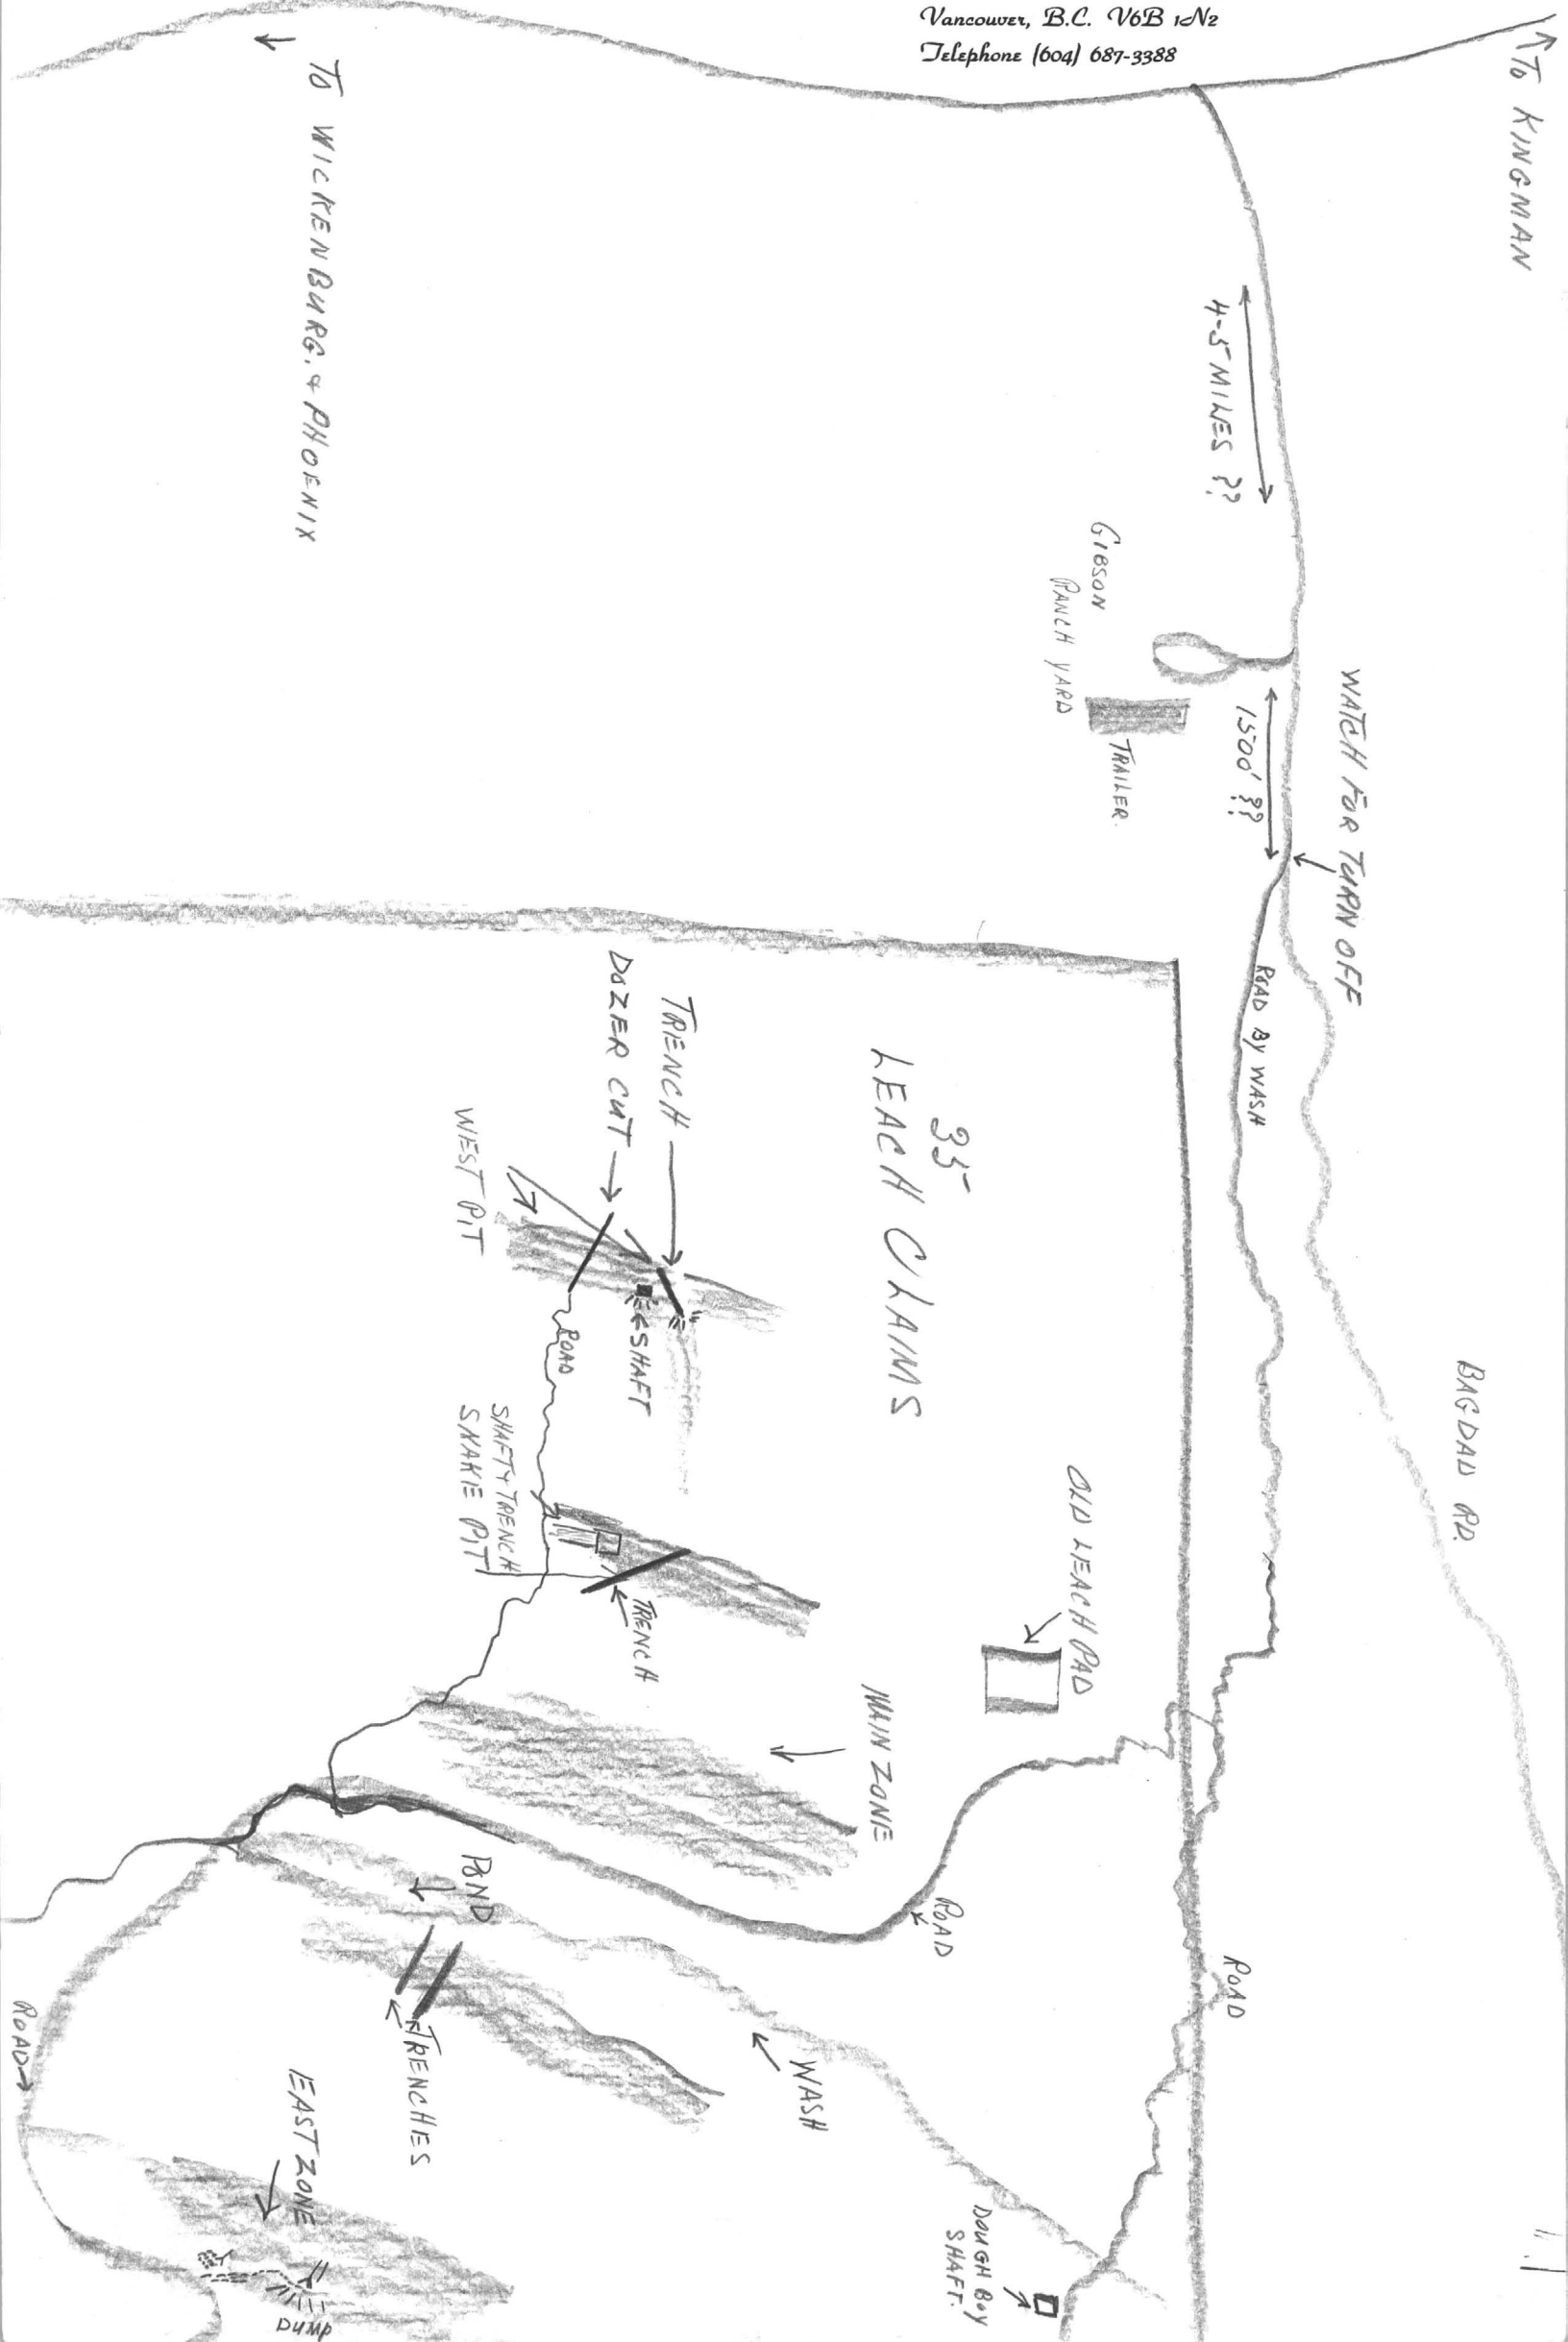 Vancouver, B.C. V6B 1N2
Telephone (604) 687-3388
↑ TO KINGMAN
← TO WICKENBURG. & PHOENIX
4-5 MILES ??
GIBSON
RANCH YARD
TRAILER.
1500' ??
WATCH FOR TURN OFF
ROAD BY WASH
BAGDAD RD.
35
LEACH CLAIMS
TRENCH
DOZER CUT
WEST PIT
SHAFT
ROAD
SHAFT & TRENCH
SNAKE PIT
TRENCH
OLD LEACH PAD
MAIN ZONE
ROAD
ROAD
POND
TRENCHES
WASH
ROAD
EAST ZONE
DUMP
DOUGH BOY
SHAFT.